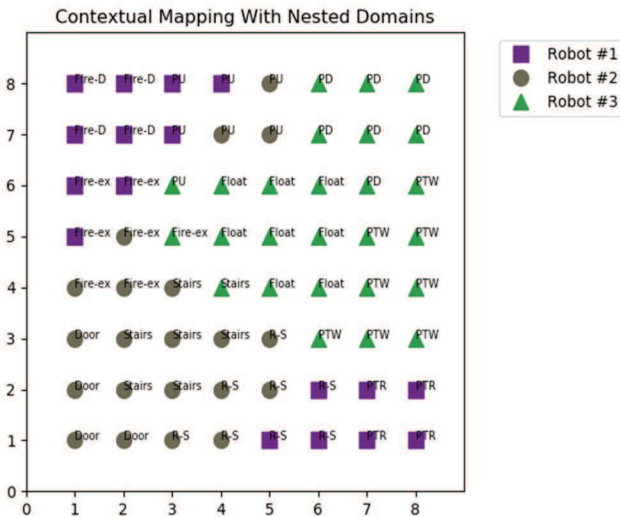 Contextual Mapping With Nested Domains
8 Fire-D Fire-D PU PU PU PD PD PD
7 Fire-D Fire-D PU PU PU PD PD PD
6 Fire-ex Fire-ex PU Float Float Float PD PTW
5 Fire-ex Fire-ex Fire-ex Float Float Float PTW PTW
4 Fire-ex Fire-ex Stairs Stairs Float Float PTW PTW
3 Door Stairs Stairs Stairs R-S PTW PTW PTW
2 Door Stairs Stairs R-S R-S R-S PTR PTR
1 Door Door R-S R-S R-S R-S PTR PTR
0
0 1 2 3 4 5 6 7 8
Robot #1
Robot #2
Robot #3